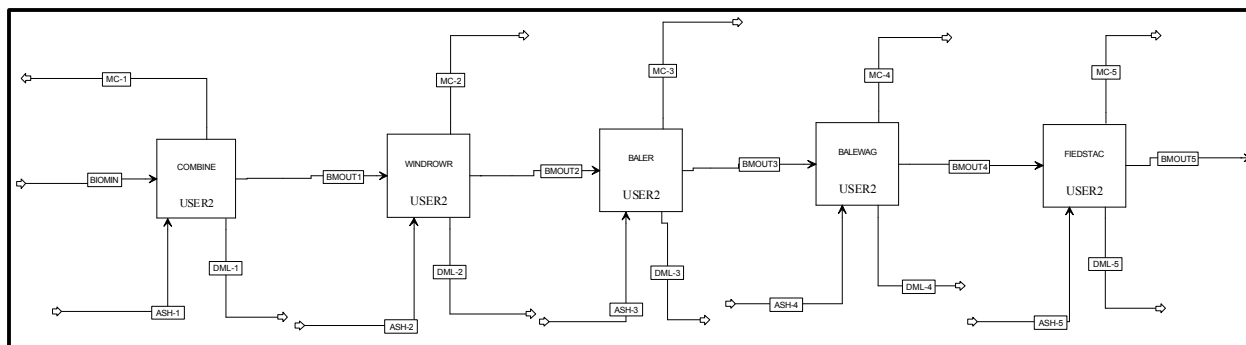 MC-1
COMBINE
USER2
BIOMIN
ASH-1
DML-1
BMOUT1
MC-2
WINDROWR
USER2
ASH-2
DML-2
BMOUT2
MC-3
BALER
USER2
ASH-3
DML-3
BMOUT3
MC-4
BALEWAG
USER2
ASH-4
DML-4
BMOUT4
MC-5
FIEDSTAC
USER2
ASH-5
DML-5
BMOUT5